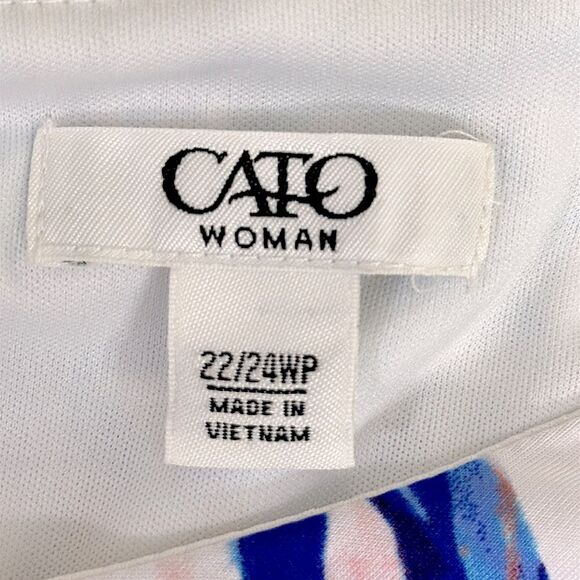 CATO
WOMAN
22/24WP
MADE IN
VIETNAM